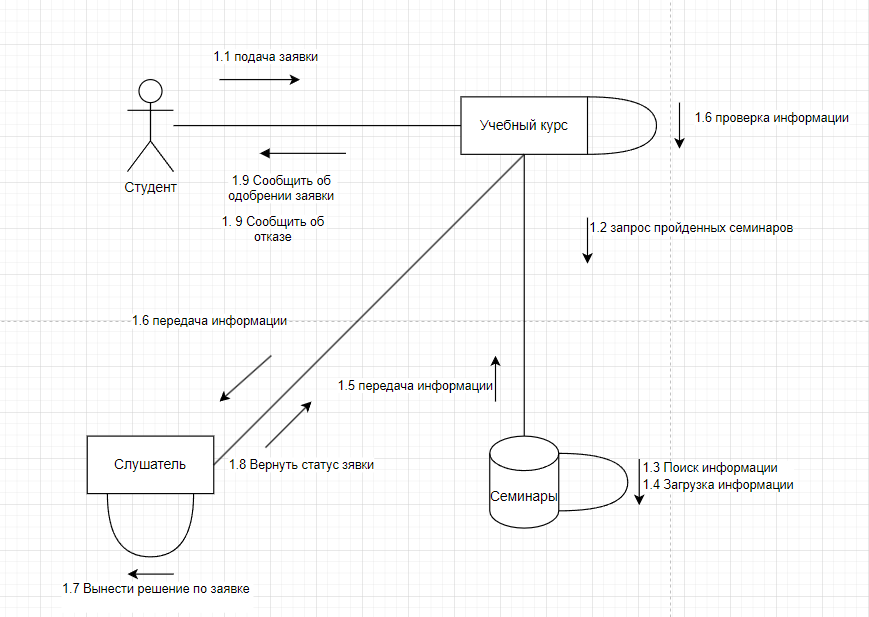 1.1 подача заявки
Учебный курс
1.6 проверка информации
Студент
1.9 Сообщить об
одобрении заявки
1. 9 Сообщить об
отказе
1.2 запрос пройденных семинаров
1.6 передача информации
1.5 передача информации
Слушатель
1.8 Вернуть статус зявки
Семинары
1.3 Поиск информации
1.4 Загрузка информации
1.7 Вынести решение по заявке